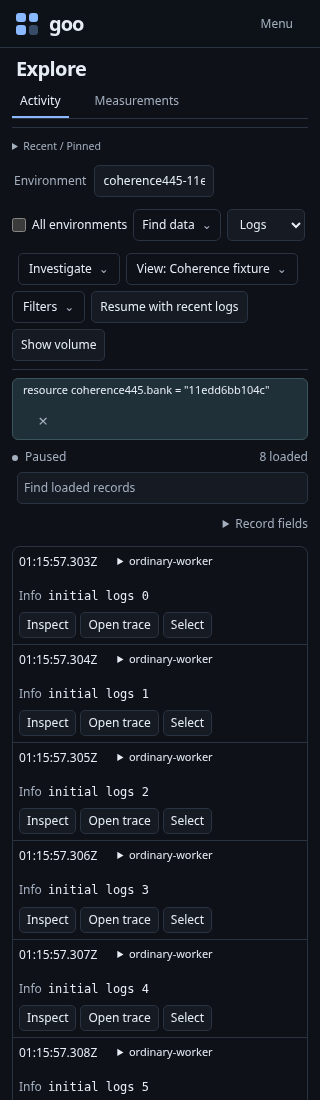 goo
Menu
Explore
Activity Measurements
Recent / Pinned
Environment coherence445-11e
All environments Find data Logs
Investigate View: Coherence fixture
Filters Resume with recent logs
Show volume
resource coherence445.bank = "11edd6bb104c"
×
Paused 8 loaded
Find loaded records
Record fields
01:15:57.303Z ordinary-worker
Info initial logs 0
Inspect Open trace Select
01:15:57.304Z ordinary-worker
Info initial logs 1
Inspect Open trace Select
01:15:57.305Z ordinary-worker
Info initial logs 2
Inspect Open trace Select
01:15:57.306Z ordinary-worker
Info initial logs 3
Inspect Open trace Select
01:15:57.307Z ordinary-worker
Info initial logs 4
Inspect Open trace Select
01:15:57.308Z ordinary-worker
Info initial logs 5